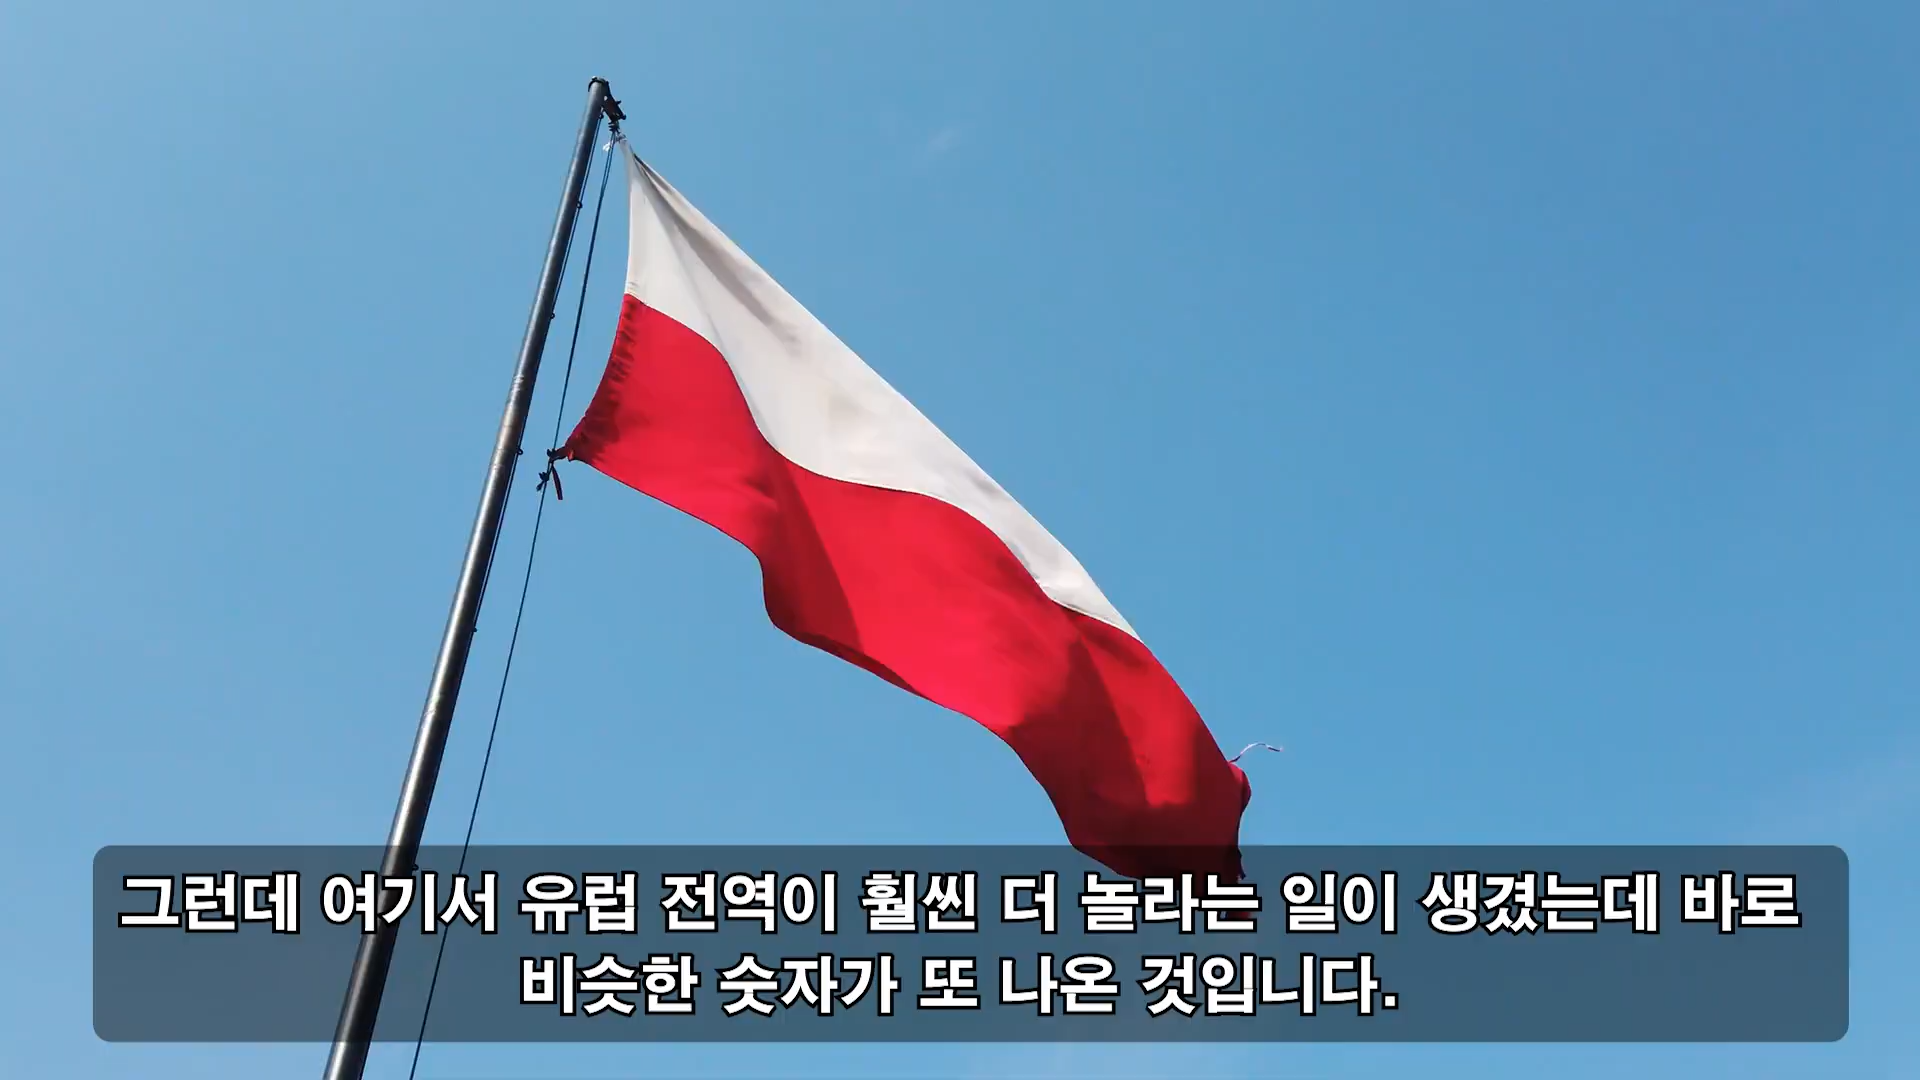 그런데 여기서 유럽 전역이 훨씬 더 놀라는 일이 생겼는데 바로
비슷한 숫자가 또 나온 것입니다.